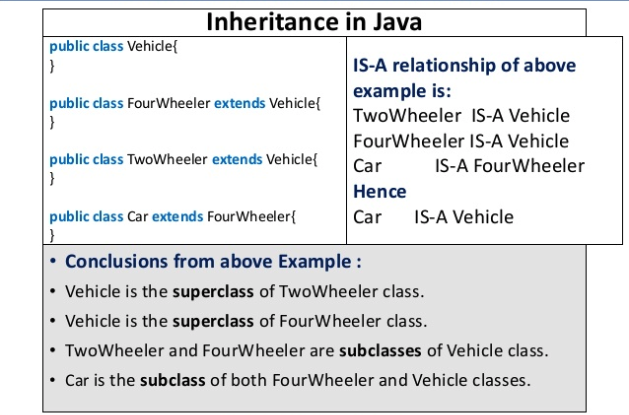 Inheritance in Java
public class Vehicle{
}
public class FourWheeler extends Vehicle{
}
public class TwoWheeler extends Vehicle{
}
public class Car extends FourWheeler{
}
IS-A relationship of above
example is:
TwoWheeler IS-A Vehicle
FourWheeler IS-A Vehicle
Car IS-A FourWheeler
Hence
Car IS-A Vehicle
• Conclusions from above Example :
• Vehicle is the superclass of TwoWheeler class.
• Vehicle is the superclass of FourWheeler class.
• TwoWheeler and FourWheeler are subclasses of Vehicle class.
• Car is the subclass of both FourWheeler and Vehicle classes.